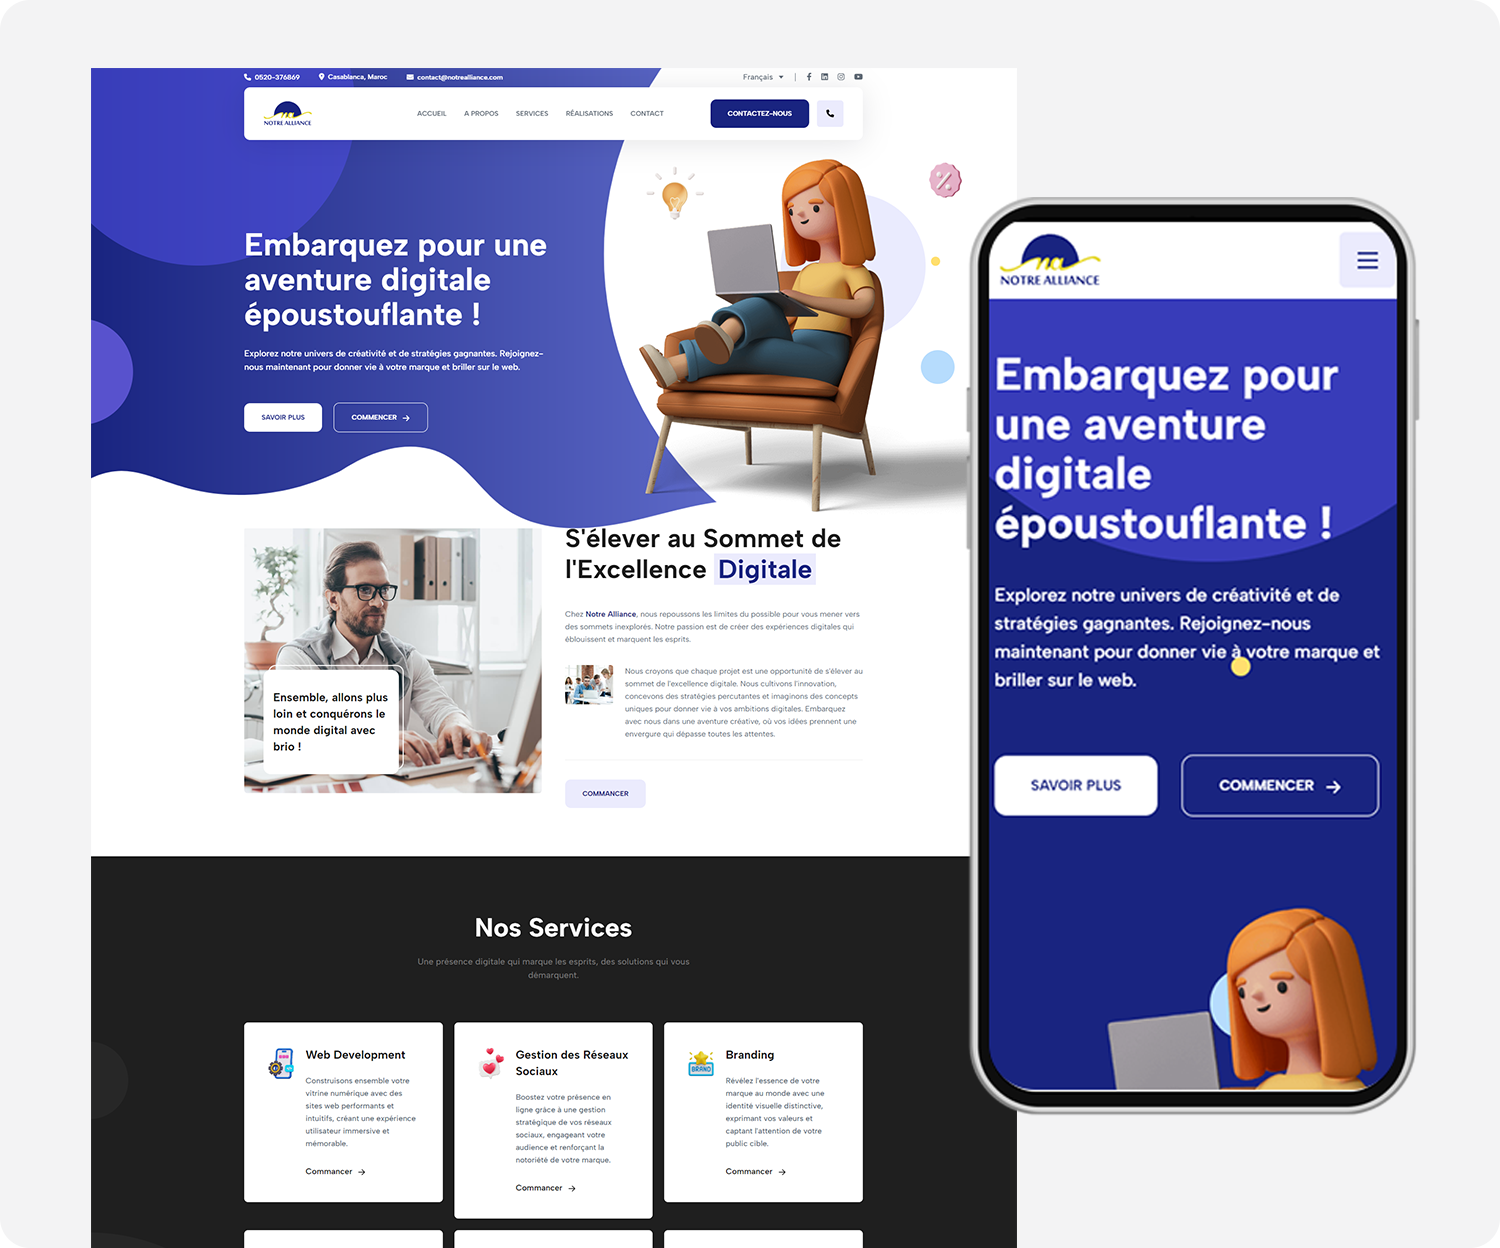 0520-376869 Casablanca, Maroc contact@notrealliance.com Français
na
NOTRE ALLIANCE
ACCUEIL A PROPOS SERVICES RÉALISATIONS CONTACT CONTACTEZ-NOUS
Embarquez pour une
aventure digitale
époustouflante !
Explorez notre univers de créativité et de stratégies gagnantes. Rejoignez-
nous maintenant pour donner vie à votre marque et briller sur le web.
SAVOIR PLUS COMMENCER
Ensemble, allons plus
loin et conquérons le
monde digital avec
brio !
S'élever au Sommet de
l'Excellence Digitale
Chez Notre Alliance, nous repoussons les limites du possible pour vous mener vers
des sommets inexplorés. Notre passion est de créer des expériences digitales qui
éblouissent et marquent les esprits.
Nous croyons que chaque projet est une opportunité de s'élever au
sommet de l'excellence digitale. Nous cultivons l'innovation,
concevons des stratégies percutantes et imaginons des concepts
uniques pour donner vie à vos ambitions digitales. Embarquez
avec nous dans une aventure créative, où vos idées prennent une
envergure qui dépasse toutes les attentes.
COMMANCER
Nos Services
Une présence digitale qui marque les esprits, des solutions qui vous
démarquent.
Web Development
Construisons ensemble votre
vitrine numérique avec des
sites web performants et
intuitifs, créant une expérience
utilisateur immersive et
mémorable.
Commancer
Gestion des Réseaux
Sociaux
Boostez votre présence en
ligne grâce à une gestion
stratégique de vos réseaux
sociaux, engageant votre
audience et renforçant la
notoriété de votre marque.
Commancer
BRAND
Branding
Révélez l'essence de votre
marque au monde avec une
identité visuelle distinctive,
exprimant vos valeurs et
captant l'attention de votre
public cible.
Commancer
na
NOTRE ALLIANCE
Embarquez pour
une aventure
digitale
époustouflante !
Explorez notre univers de créativité et de
stratégies gagnantes. Rejoignez-nous
maintenant pour donner vie à votre marque et
briller sur le web.
SAVOIR PLUS COMMENCER